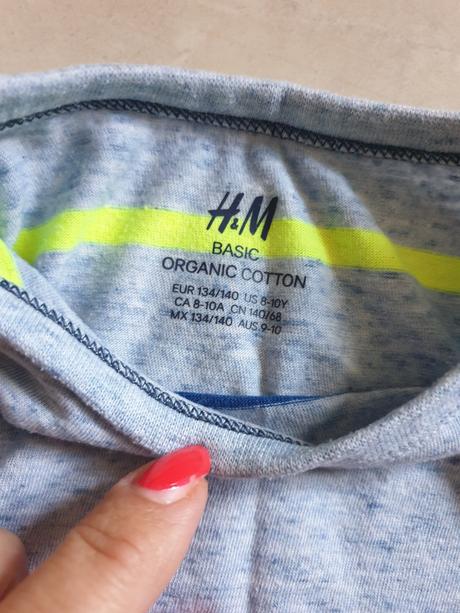 H&M
BASIC
ORGANIC COTTON
EUR 134/140 US 8-10Y
CA 8-10A CN 140/68
MX 134/140 AUS 9-10